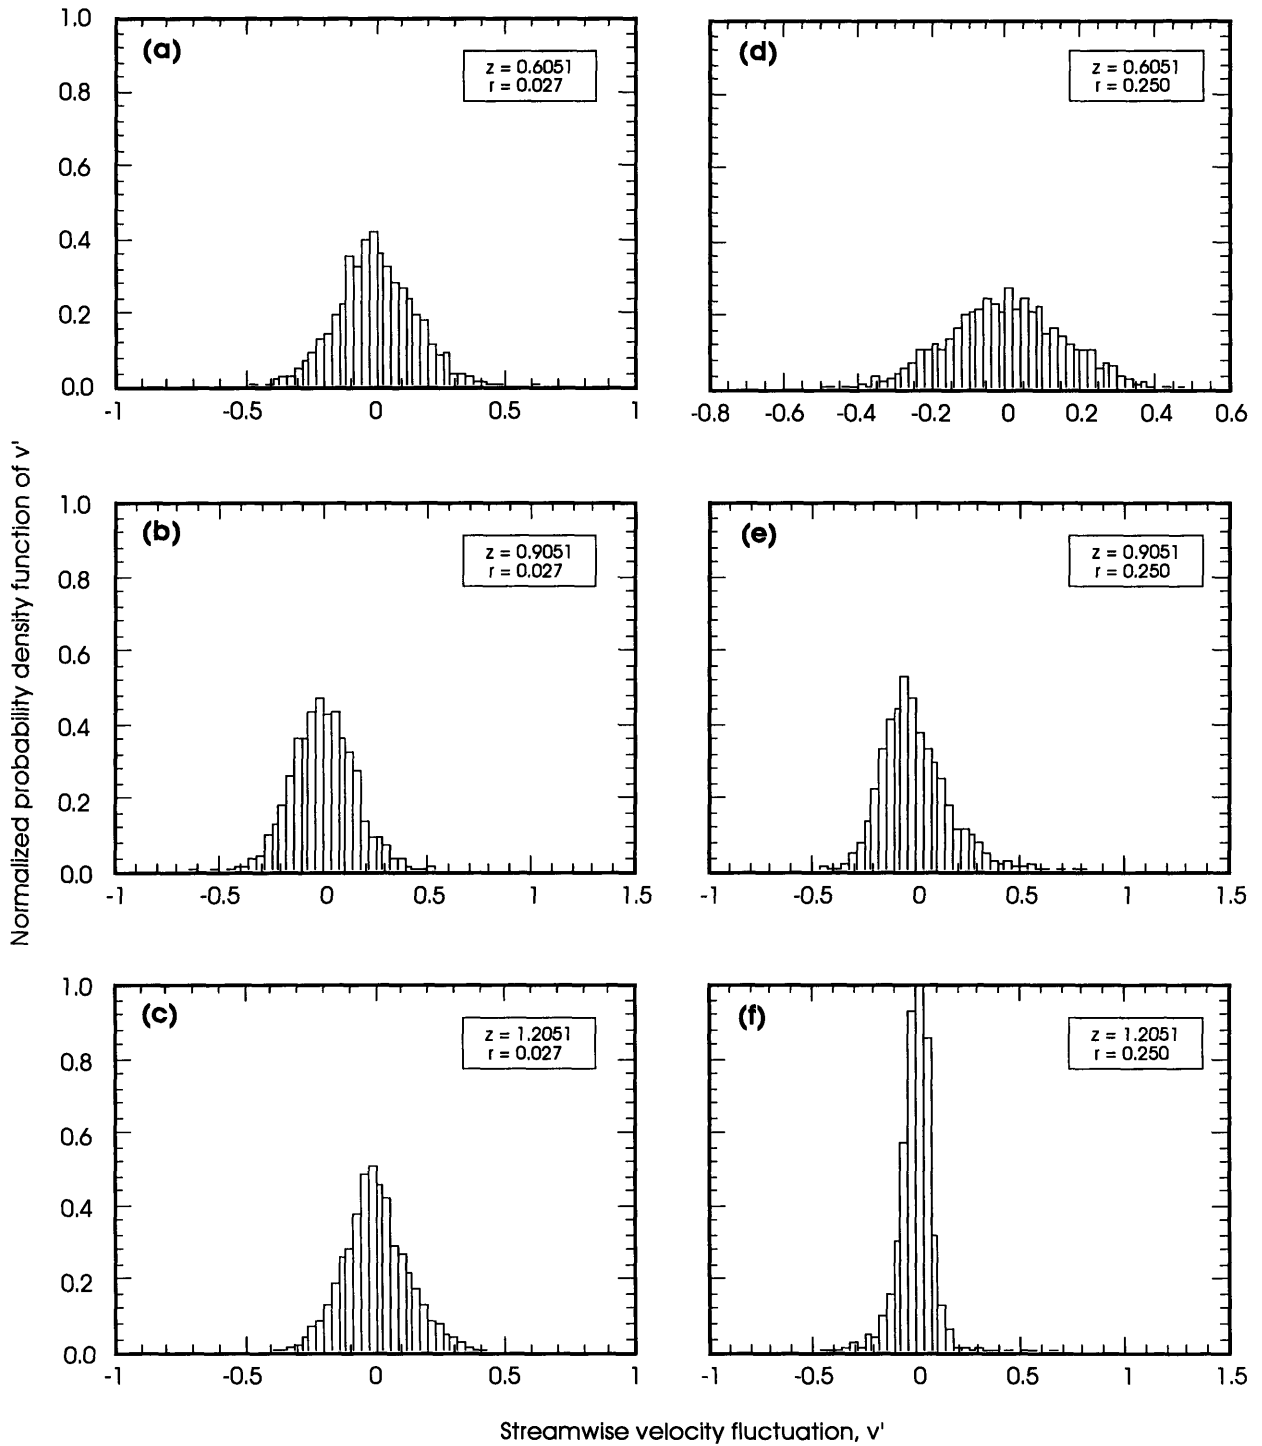 Normalized probability density function of v'
(a)
z = 0.6051
r = 0.027
1.0
0.8
0.6
0.4
0.2
0.0
-1
-0.5
0
0.5
1
(d)
z = 0.6051
r = 0.250
-0.8
-0.6
-0.4
-0.2
0
0.2
0.4
0.6
(b)
z = 0.9051
r = 0.027
1.0
0.8
0.6
0.4
0.2
0.0
-1
-0.5
0
0.5
1
1.5
(e)
z = 0.9051
r = 0.250
-1
-0.5
0
0.5
1
1.5
(c)
z = 1.2051
r = 0.027
1.0
0.8
0.6
0.4
0.2
0.0
-1
-0.5
0
0.5
1
(f)
z = 1.2051
r = 0.250
-1
-0.5
0
0.5
1
1.5
Streamwise velocity fluctuation, v'